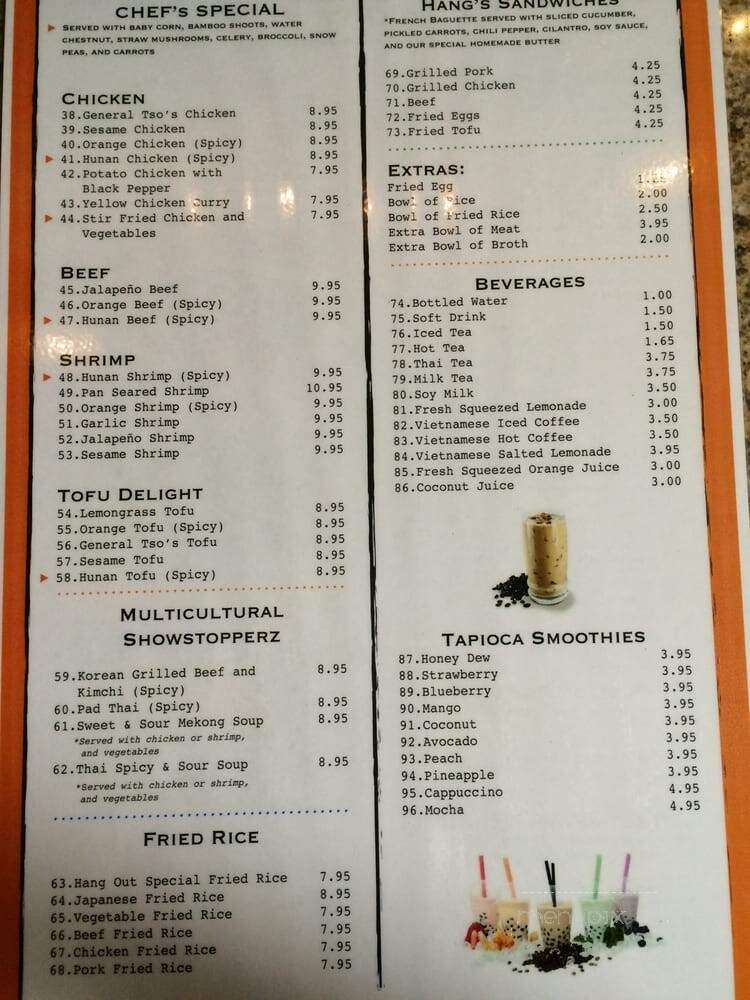 CHEF's SPECIAL
SERVED WITH BABY CORN, BAMBOO SHOOTS, WATER
CHESTNUT, STRAW MUSHROOMS, CELERY, BROCCOLI, SNOW
PEAS, AND CARROTS
CHICKEN
38.General Tso's Chicken 8.95
39.Sesame Chicken 8.95
40.Orange Chicken (Spicy) 8.95
41.Hunan Chicken (Spicy) 8.95
42.Potato Chicken with 7.95
Black Pepper
43.Yellow Chicken Curry 7.95
44.Stir Fried Chicken and 7.95
Vegetables
BEEF
45.Jalapeño Beef 9.95
46.Orange Beef (Spicy) 9.95
47.Hunan Beef (Spicy) 9.95
SHRIMP
48.Hunan Shrimp (Spicy) 9.95
49.Pan Seared Shrimp 10.95
50.Orange Shrimp (Spicy) 9.95
51.Garlic Shrimp 9.95
52.Jalapeño Shrimp 9.95
53.Sesame Shrimp 9.95
TOFU DELIGHT
54.Lemongrass Tofu 8.95
55.Orange Tofu (Spicy) 8.95
56.General Tso's Tofu 8.95
57.Sesame Tofu 8.95
58.Hunan Tofu (Spicy) 8.95
MULTICULTURAL
SHOWSTOPPERZ
59.Korean Grilled Beef and 8.95
Kimchi (Spicy)
60.Pad Thai (Spicy) 8.95
61.Sweet & Sour Mekong Soup 8.95
*Served with chicken or shrimp,
and vegetables
62.Thai Spicy & Sour Soup 8.95
*Served with chicken or shrimp,
and vegetables
FRIED RICE
63.Hang Out Special Fried Rice 7.95
64.Japanese Fried Rice 8.95
65.Vegetable Fried Rice 7.95
66.Beef Fried Rice 7.95
67.Chicken Fried Rice 7.95
68.Pork Fried Rice 7.95
HANG'S SANDWICHES
*FRENCH BAGUETTE SERVED WITH SLICED CUCUMBER,
PICKLED CARROTS, CHILI PEPPER, CILANTRO, SOY SAUCE,
AND OUR SPECIAL HOMEMADE BUTTER
69.Grilled Pork 4.25
70.Grilled Chicken 4.25
71.Beef 4.25
72.Fried Eggs 4.25
73.Fried Tofu 4.25
EXTRAS:
Fried Egg
Bowl of Rice 2.00
Bowl of Fried Rice 2.50
Extra Bowl of Meat 3.95
Extra Bowl of Broth 2.00
BEVERAGES
74.Bottled Water 1.00
75.Soft Drink 1.50
76.Iced Tea 1.50
77.Hot Tea 1.65
78.Thai Tea 3.75
79.Milk Tea 3.75
80.Soy Milk 3.50
81.Fresh Squeezed Lemonade 3.00
82.Vietnamese Iced Coffee 3.50
83.Vietnamese Hot Coffee 3.50
84.Vietnamese Salted Lemonade 3.95
85.Fresh Squeezed Orange Juice 3.00
86.Coconut Juice 3.00
TAPIOCA SMOOTHIES
87.Honey Dew 3.95
88.Strawberry 3.95
89.Blueberry 3.95
90.Mango 3.95
91.Coconut 3.95
92.Avocado 3.95
93.Peach 3.95
94.Pineapple 3.95
95.Cappuccino 4.95
96.Mocha 4.95